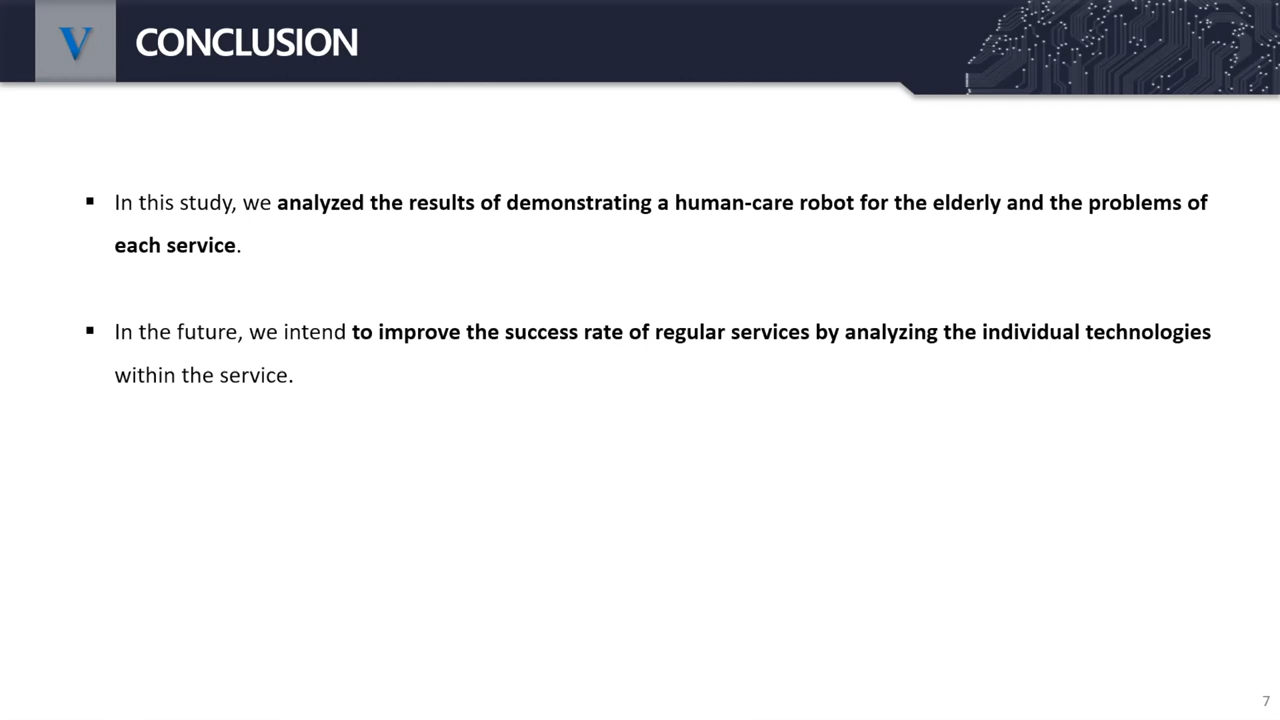 V
CONCLUSION
▪ In this study, we analyzed the results of demonstrating a human-care robot for the elderly and the problems of
each service.
▪ In the future, we intend to improve the success rate of regular services by analyzing the individual technologies
within the service.
7